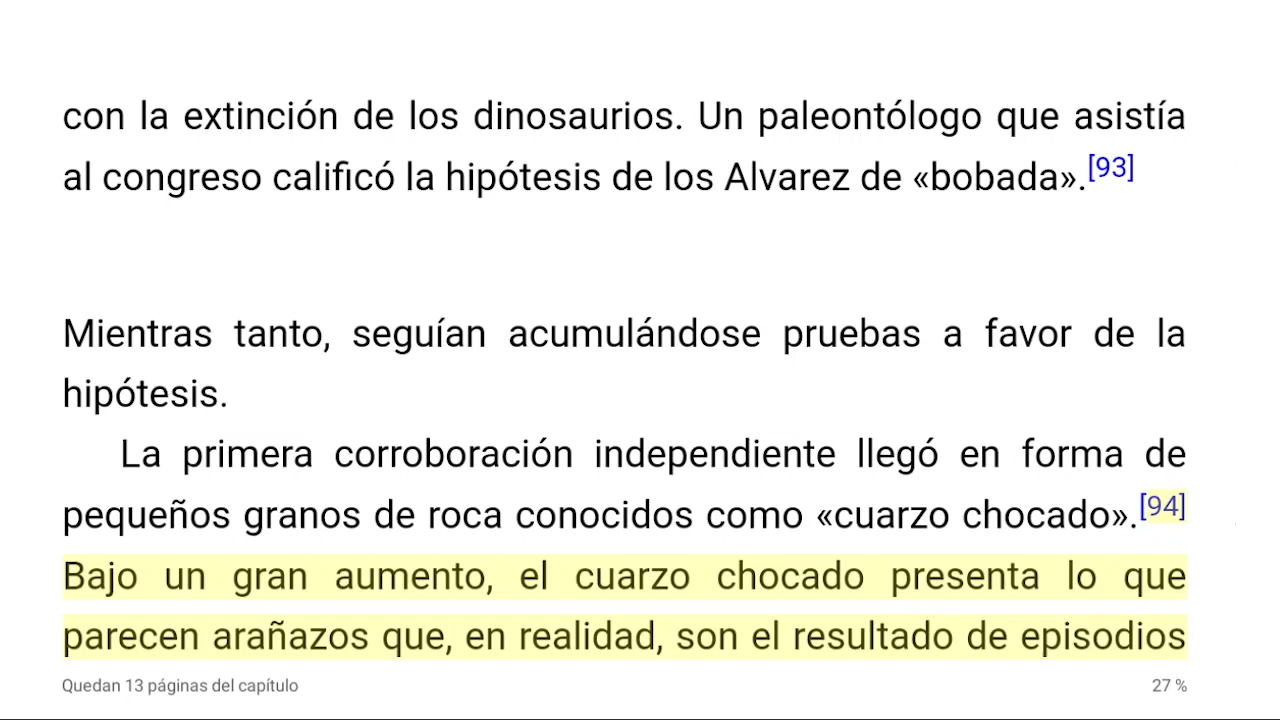 con la extinción de los dinosaurios. Un paleontólogo que asistía
al congreso calificó la hipótesis de los Alvarez de «bobada».[93]
Mientras tanto, seguían acumulándose pruebas a favor de la
hipótesis.
La primera corroboración independiente llegó en forma de
pequeños granos de roca conocidos como «cuarzo chocado».[94]
Bajo un gran aumento, el cuarzo chocado presenta lo que
parecen arañazos que, en realidad, son el resultado de episodios
Quedan 13 páginas del capítulo 27 %